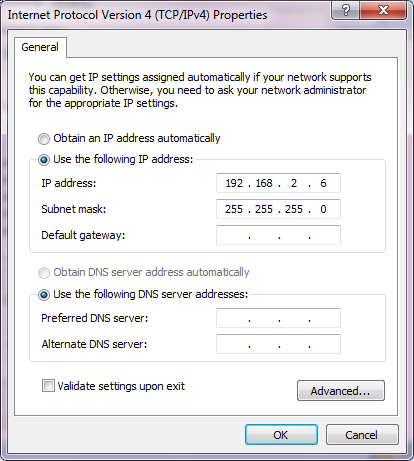 Internet Protocol Version 4 (TCP/IPv4) Properties
General
You can get IP settings assigned automatically if your network supports
this capability. Otherwise, you need to ask your network administrator
for the appropriate IP settings.
Obtain an IP address automatically
Use the following IP address:
IP address: 192 . 168 . 2 . 6
Subnet mask: 255 . 255 . 255 . 0
Default gateway: . . .
Obtain DNS server address automatically
Use the following DNS server addresses:
Preferred DNS server: . . .
Alternate DNS server: . . .
Validate settings upon exit
Advanced...
OK Cancel